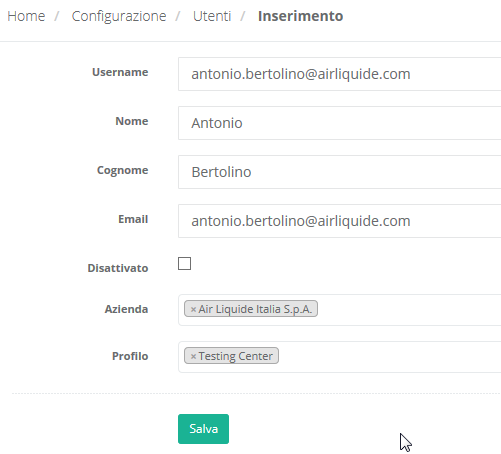 Home / Configurazione / Utenti / Inserimento
Username antonio.bertolino@airliquide.com
Nome Antonio
Cognome Bertolino
Email antonio.bertolino@airliquide.com
Disattivato
Azienda × Air Liquide Italia S.p.A.
Profilo × Testing Center
Salva